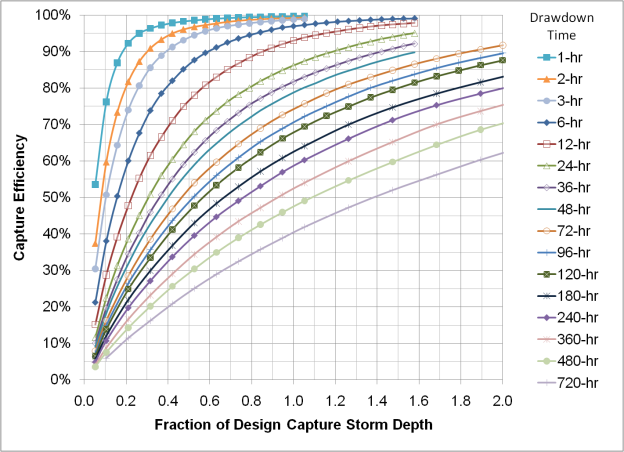 100%
90%
80%
70%
60%
50%
40%
30%
20%
10%
0%
Capture Efficiency
0.0 0.2 0.4 0.6 0.8 1.0 1.2 1.4 1.6 1.8 2.0
Fraction of Design Capture Storm Depth
Drawdown
Time
1-hr
2-hr
3-hr
6-hr
12-hr
24-hr
36-hr
48-hr
72-hr
96-hr
120-hr
180-hr
240-hr
360-hr
480-hr
720-hr